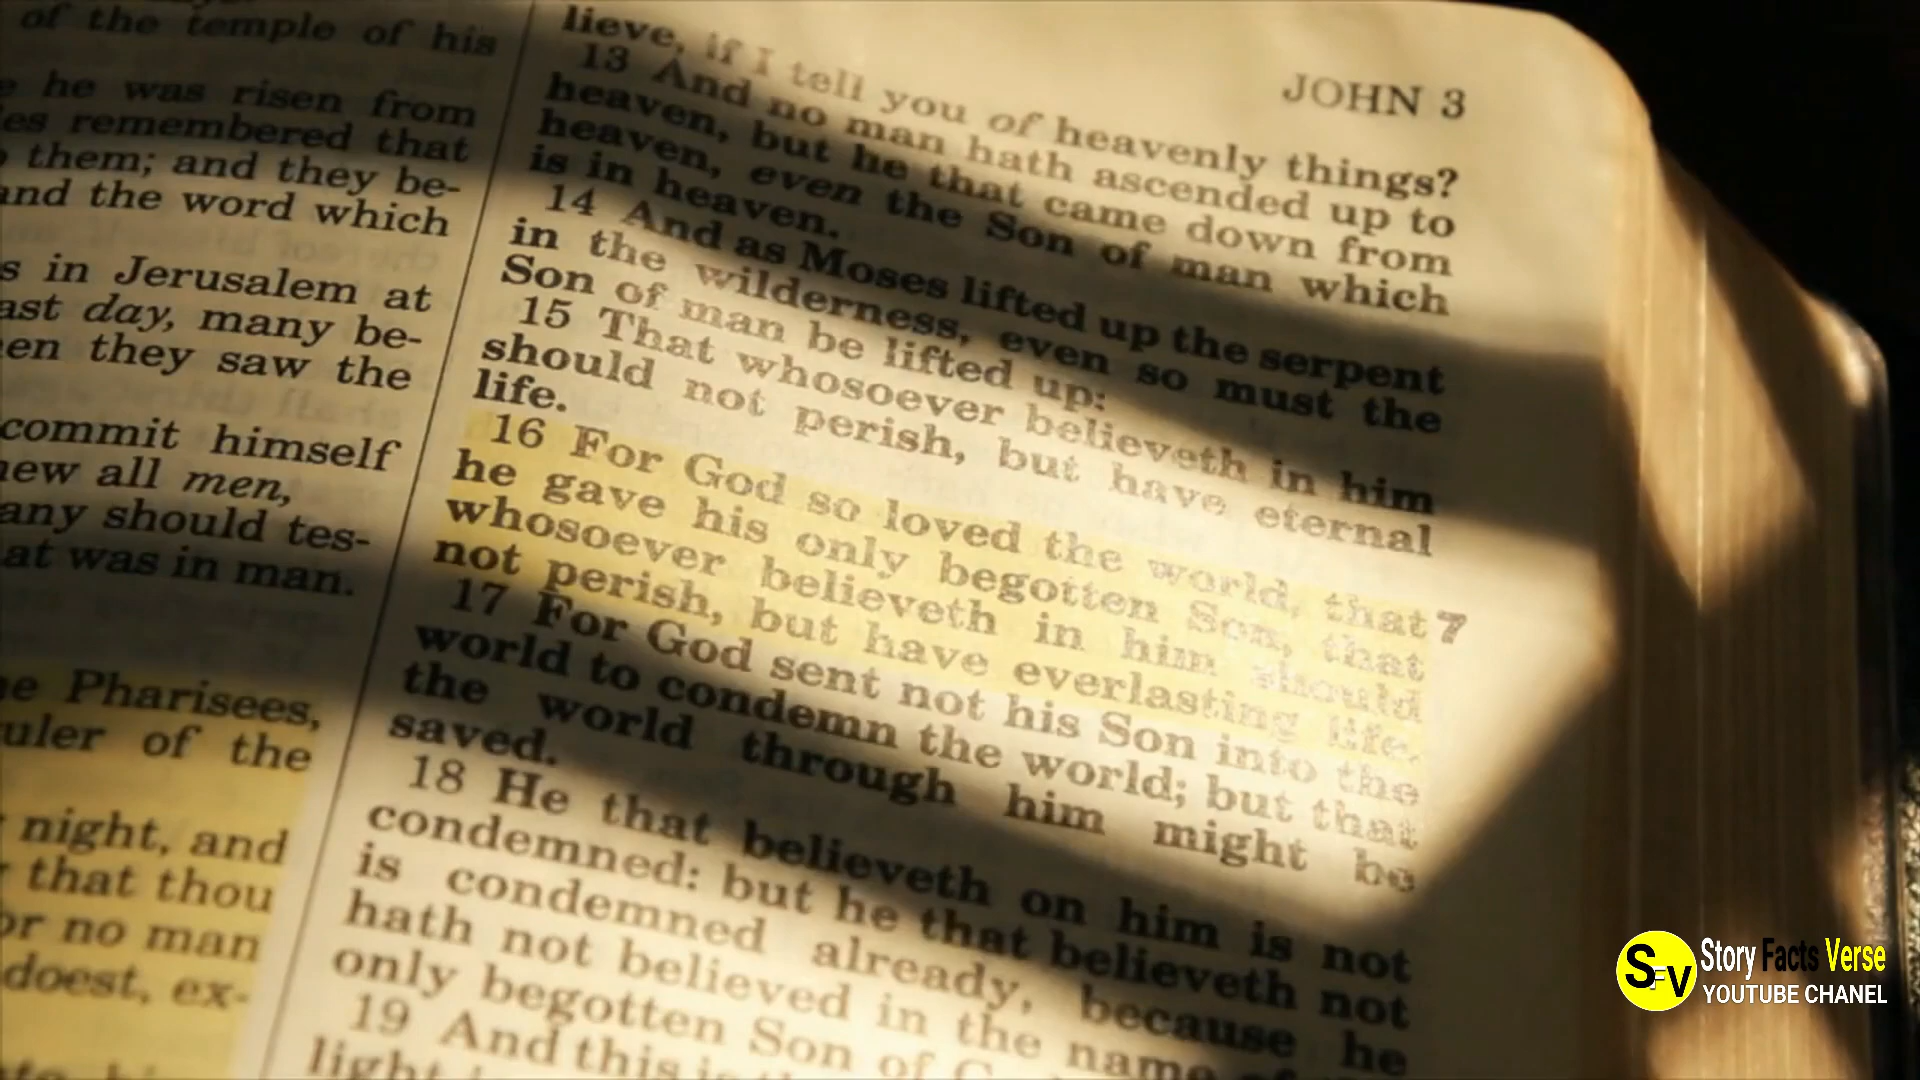 of the temple of his
he was risen from
remembered that
them; and they be-
and the word which
in Jerusalem at
day, many be-
they saw the
commit himself
all men,
any should tes-
at was in man.
Pharisees,
of the
night, and
that thou
no man
doest, ex-
JOHN 3
lieve, if I tell you of heavenly things?
13 And no man hath ascended up to
heaven, but he that came down from
heaven, even the Son of man which
is in heaven.
14 And as Moses lifted up the serpent
in the wilderness, even so must the
Son of man be lifted up:
15 That whosoever believeth in him
should not perish, but have eternal
life.
16 For God so loved the world, that
he gave his only begotten Son, that
whosoever believeth in him should
not perish, but have everlasting life.
17 For God sent not his Son into the
world to condemn the world; but that
the world through him might be
saved.
18 He that believeth on him is not
condemned: but he that believeth not
is condemned already, because he
hath not believed in the name of
only begotten Son of
19 And this is
light
7
SFV
Story Facts Verse
YOUTUBE CHANEL